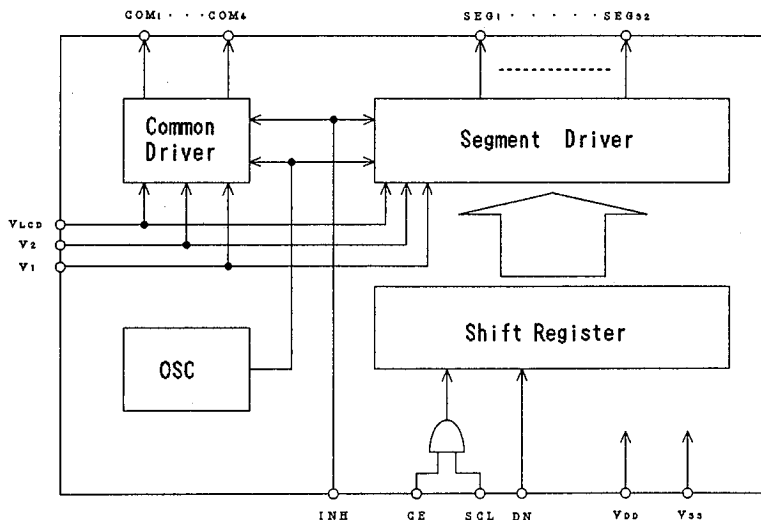 COM1 · · · COM4 SEG1 · · · · · · SEG32
Common
Driver
Segment Driver
VLCD
V2
V1
Shift Register
OSC
INH CE SCL DN VDD VSS